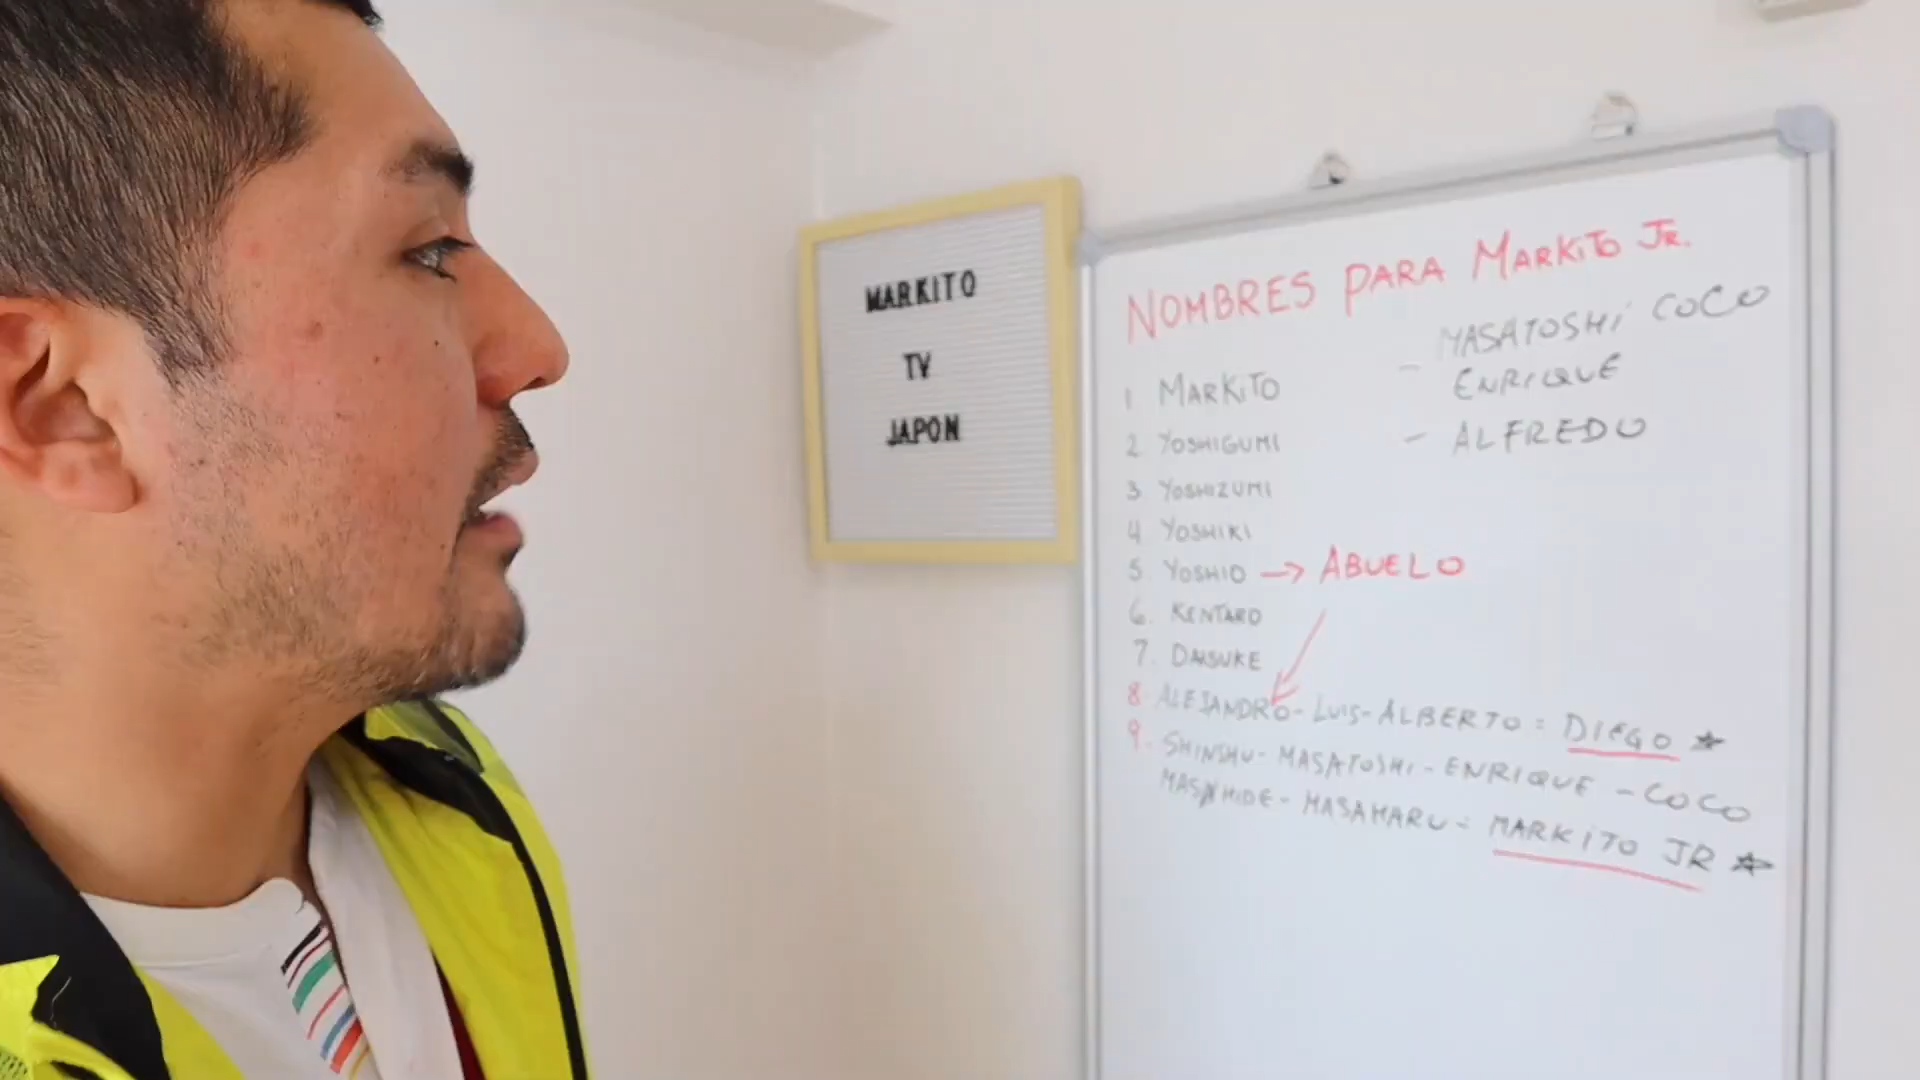 MARKITO
TV
JAPON
NOMBRES PARA MARKITO JR.
- MASATOSHI COCO
ENRIQUE
- ALFREDO
1 MARKITO
2 YOSHIGUMI
3 YOSHIZUMI
4 YOSHIKI
5 YOSHIO → ABUELO
6. KENTARO
7. DAISUKE
8 ALEJANDRO- LUIS- ALBERTO = DIEGO ★
9. SHINSHU- MASATOSHI- ENRIQUE - COCO
MASAHIDE- MASAMARU = MARKITO JR ★